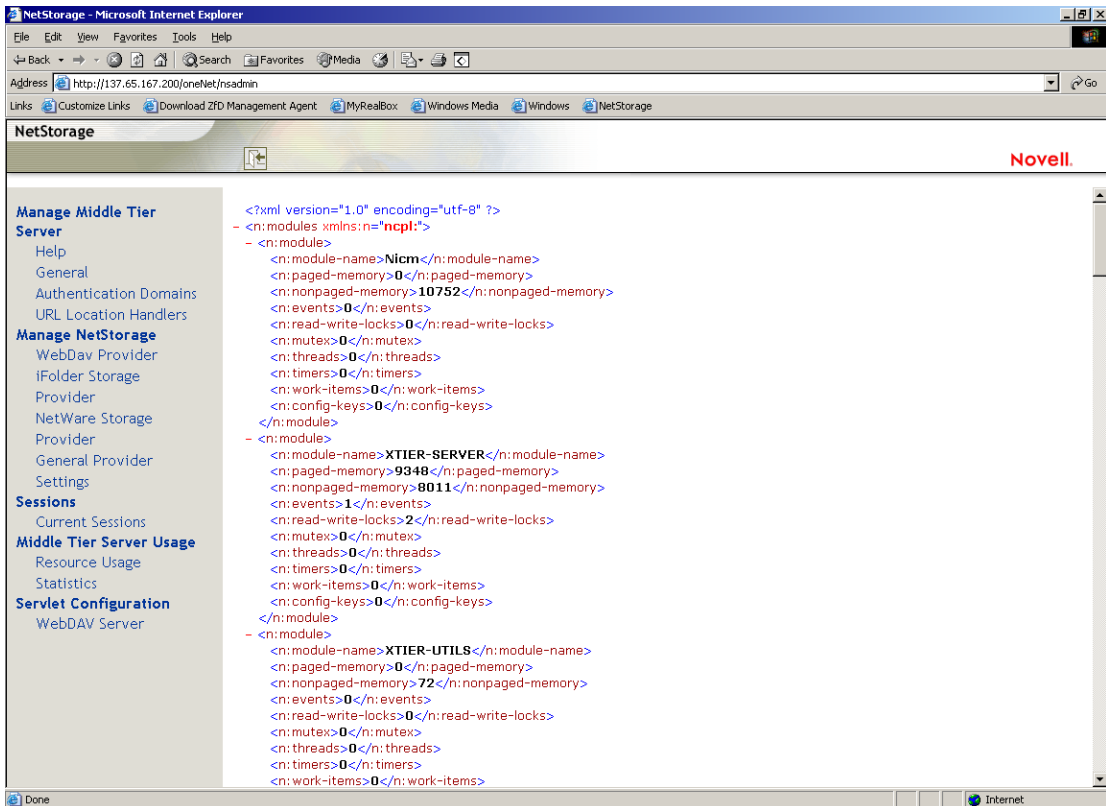 NetStorage - Microsoft Internet Explorer
File Edit View Favorites Tools Help
Back Search Favorites Media
Address http://137.65.167.200/oneNet/nsadmin Go
Links Customize Links Download ZfD Management Agent MyRealBox Windows Media Windows NetStorage
NetStorage
Novell.
Manage Middle Tier
Server
Help
General
Authentication Domains
URL Location Handlers
Manage NetStorage
WebDav Provider
iFolder Storage
Provider
NetWare Storage
Provider
General Provider
Settings
Sessions
Current Sessions
Middle Tier Server Usage
Resource Usage
Statistics
Servlet Configuration
WebDAV Server
<?xml version="1.0" encoding="utf-8" ?>
- <n:modules xmlns:n="ncpl:">
- <n:module>
<n:module-name>Nicm</n:module-name>
<n:paged-memory>0</n:paged-memory>
<n:nonpaged-memory>10752</n:nonpaged-memory>
<n:events>0</n:events>
<n:read-write-locks>0</n:read-write-locks>
<n:mutex>0</n:mutex>
<n:threads>0</n:threads>
<n:timers>0</n:timers>
<n:work-items>0</n:work-items>
<n:config-keys>0</n:config-keys>
</n:module>
- <n:module>
<n:module-name>XTIER-SERVER</n:module-name>
<n:paged-memory>9348</n:paged-memory>
<n:nonpaged-memory>8011</n:nonpaged-memory>
<n:events>1</n:events>
<n:read-write-locks>2</n:read-write-locks>
<n:mutex>0</n:mutex>
<n:threads>0</n:threads>
<n:timers>0</n:timers>
<n:work-items>0</n:work-items>
<n:config-keys>0</n:config-keys>
</n:module>
- <n:module>
<n:module-name>XTIER-UTILS</n:module-name>
<n:paged-memory>0</n:paged-memory>
<n:nonpaged-memory>72</n:nonpaged-memory>
<n:events>0</n:events>
<n:read-write-locks>0</n:read-write-locks>
<n:mutex>0</n:mutex>
<n:threads>0</n:threads>
<n:timers>0</n:timers>
<n:work-items>0</n:work-items>
Done Internet